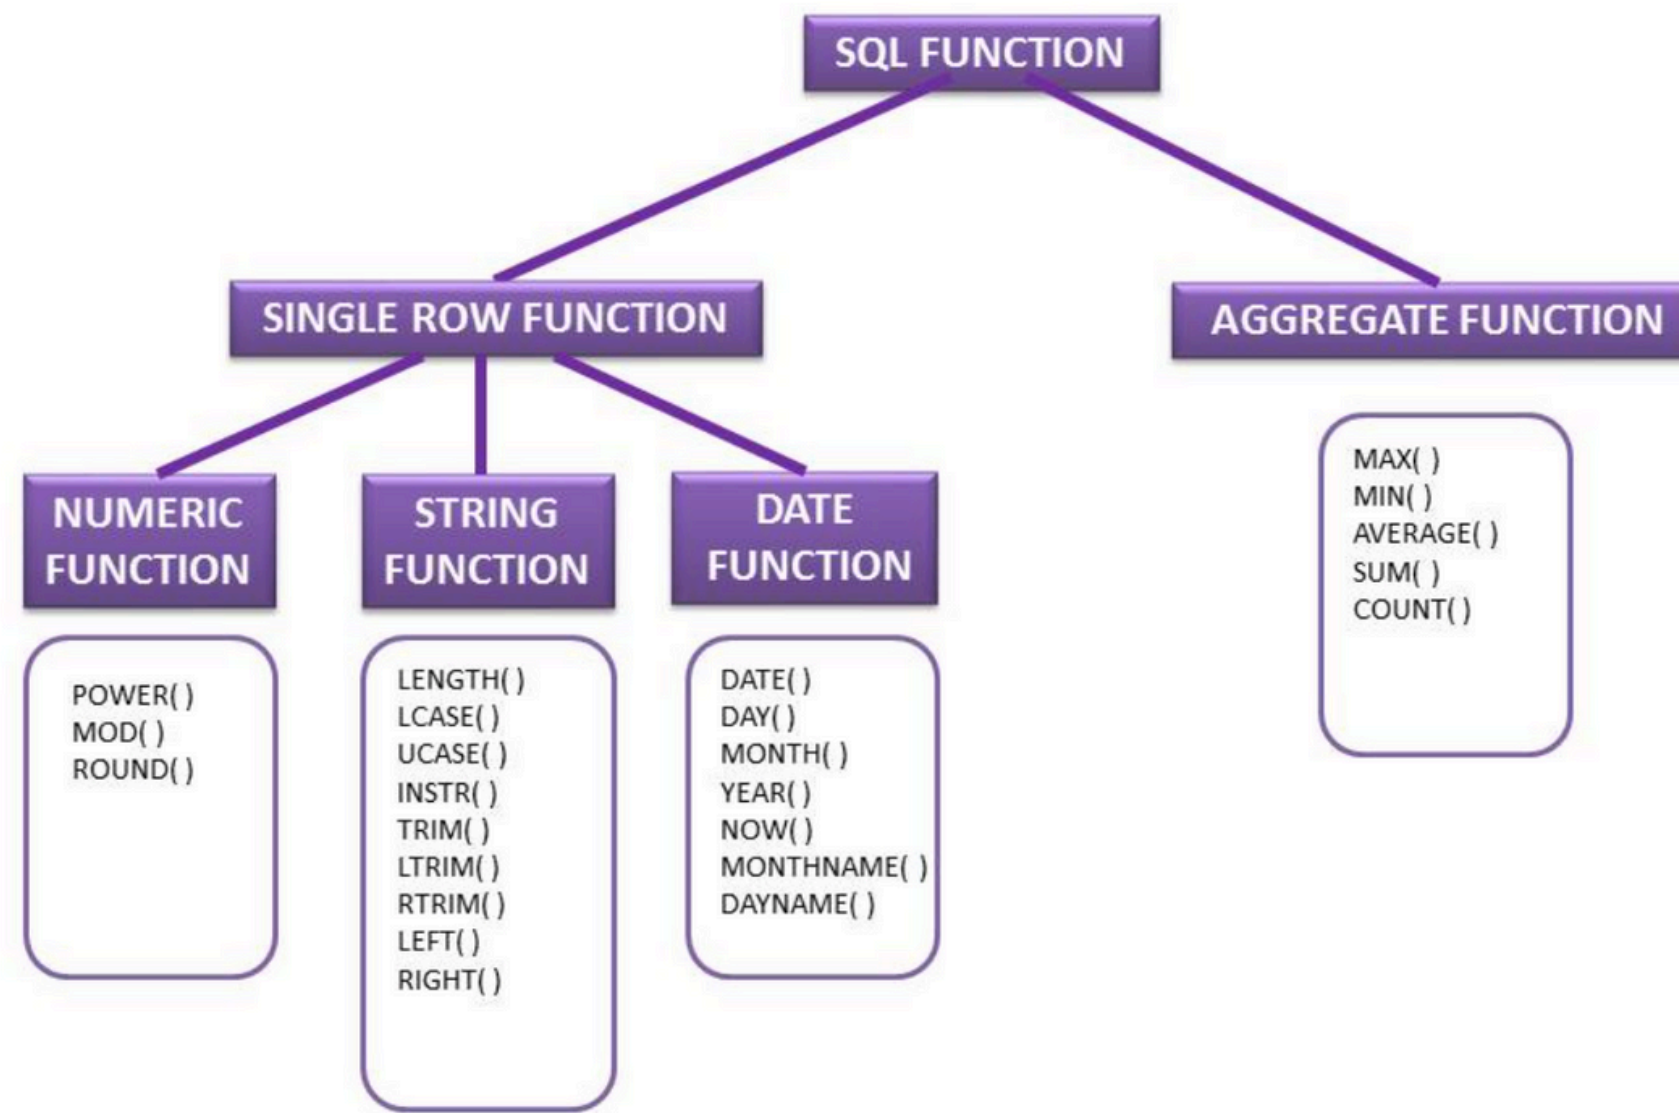 SQL FUNCTION
SINGLE ROW FUNCTION
AGGREGATE FUNCTION
NUMERIC
FUNCTION
STRING
FUNCTION
DATE
FUNCTION
POWER( )
MOD( )
ROUND( )
LENGTH( )
LCASE( )
UCASE( )
INSTR( )
TRIM( )
LTRIM( )
RTRIM( )
LEFT( )
RIGHT( )
DATE( )
DAY( )
MONTH( )
YEAR( )
NOW( )
MONTHNAME( )
DAYNAME( )
MAX( )
MIN( )
AVERAGE( )
SUM( )
COUNT( )